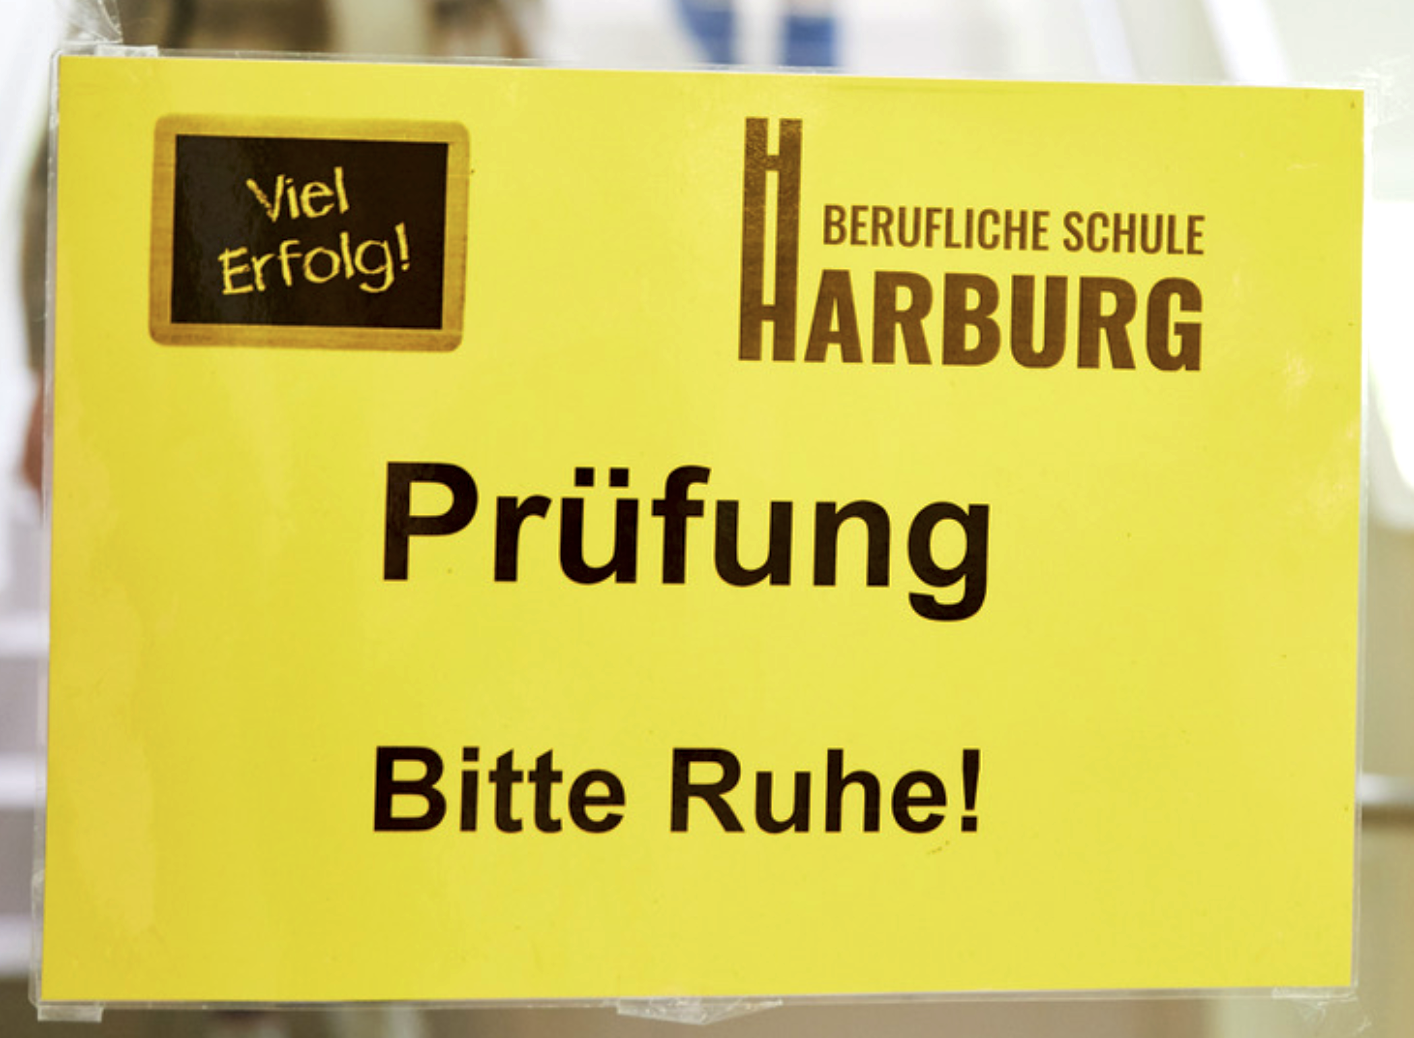 Viel
Erfolg!
BERUFLICHE SCHULE
HARBURG
Prüfung
Bitte Ruhe!